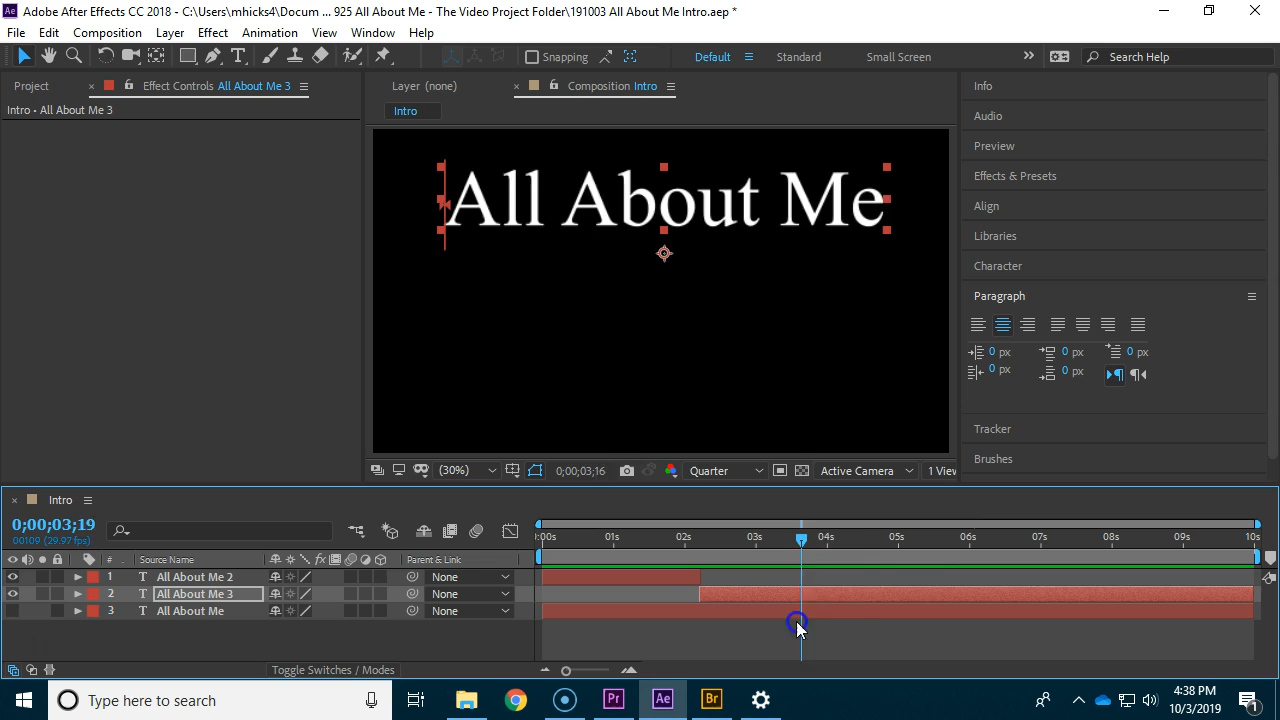 Adobe After Effects CC 2018 - C:\Users\mhicks4\Docum ... 925 All About Me - The Video Project Folder\191003 All About Me Intro.aep *
File Edit Composition Layer Effect Animation View Window Help
Snapping Default Standard Small Screen Search Help
Project Effect Controls All About Me 3 Layer (none) Composition Intro Info
Intro • All About Me 3 Intro
Audio
Preview
Effects & Presets
Align
Libraries
Character
Paragraph
0 px 0 px 0 px
0 px 0 px
Tracker
Brushes
All About Me
(30%) 0;00;03;16 Quarter Active Camera 1 View
Intro
0;00;03;19
00109 (29.97 fps)
:00s 01s 02s 03s 04s 05s 06s 07s 08s 09s 10s
# Source Name fx Parent & Link
1 T All About Me 2 None
2 T All About Me 3 None
3 T All About Me None
Toggle Switches / Modes
Type here to search Pr Ae Br 4:38 PM
10/3/2019 1